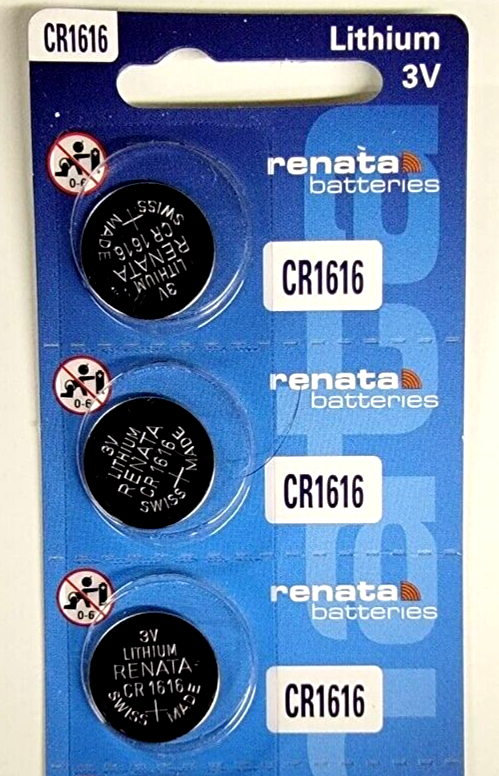 CR1616
Lithium
3V
0-6
renata
batteries
3V
LITHIUM
RENATA
CR 1616
SWISS + MADE
CR1616
0-6
renata
batteries
3V
LITHIUM
RENATA
CR 1616
SWISS + MADE
CR1616
0-6
renata
batteries
3V
LITHIUM
RENATA
CR 1616
SWISS + MADE
CR1616
renata